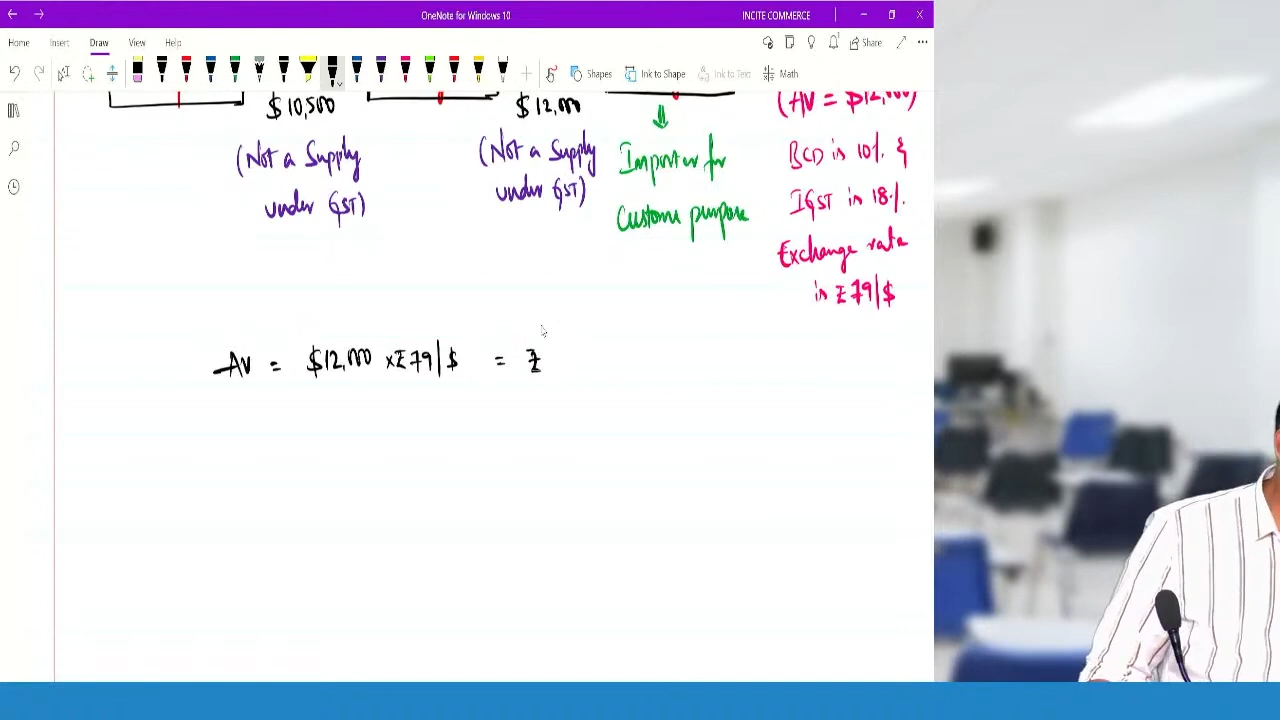 OneNote for Windows 10
INCITE COMMERCE
Home Insert Draw View Help
Share
Shapes Ink to Shape Ink to Text Math
$10,500
$12,000
(AV = $12,000)
(Not a Supply
under GST)
(Not a Supply
under GST)
Importer for
Customs purpose
BCD is 10% &
IGST is 18%.
Exchange rate
is ₹79/$
AV = $12,000 x ₹79/$ = ₹